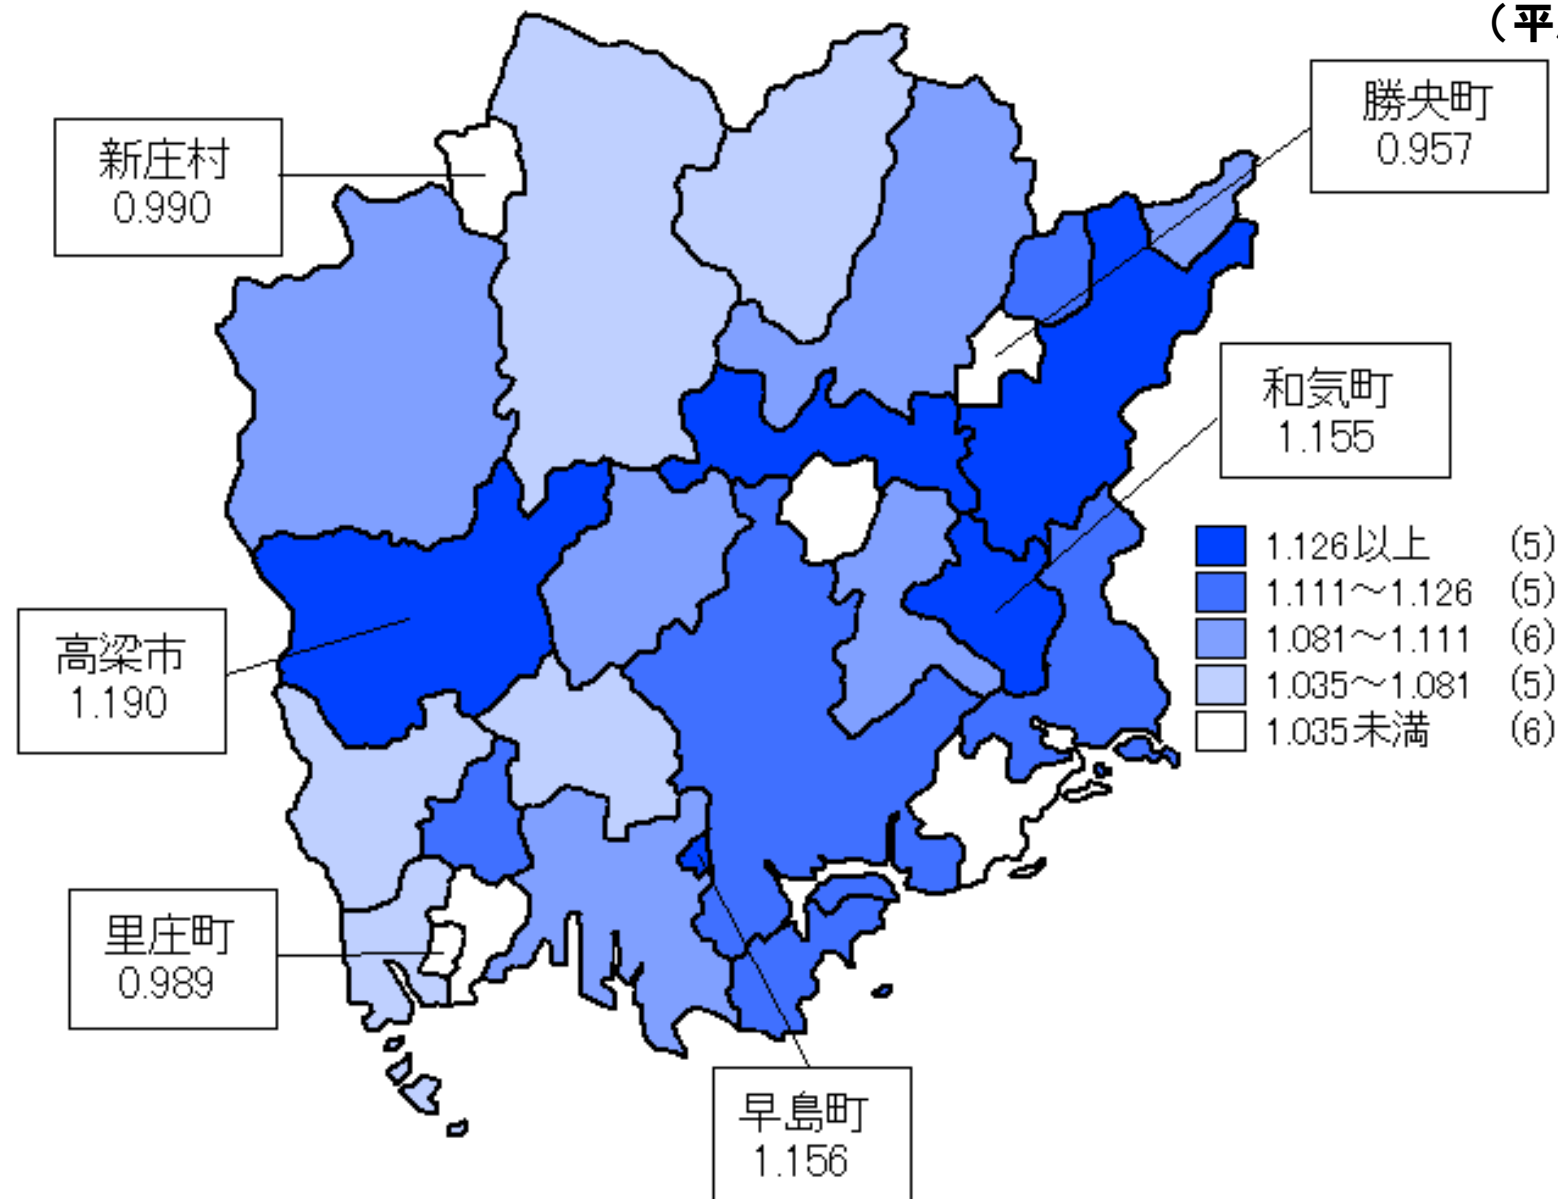 （平
勝央町
0.957
新庄村
0.990
和気町
1.155
1.126以上 (5)
1.111～1.126 (5)
1.081～1.111 (6)
1.035～1.081 (5)
1.035未満 (6)
高梁市
1.190
里庄町
0.989
早島町
1.156